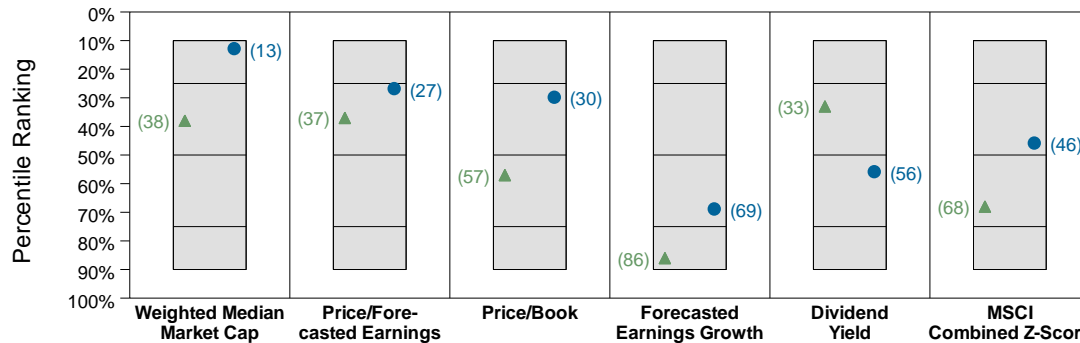 Percentile Ranking
0%
10%
20%
30%
40%
50%
60%
70%
80%
90%
100%
(38)
(13)
(37)
(27)
(57)
(30)
(86)
(69)
(33)
(56)
(68)
(46)
Weighted Median
Market Cap
Price/Fore-
casted Earnings
Price/Book
Forecasted
Earnings Growth
Dividend
Yield
MSCI
Combined Z-Score